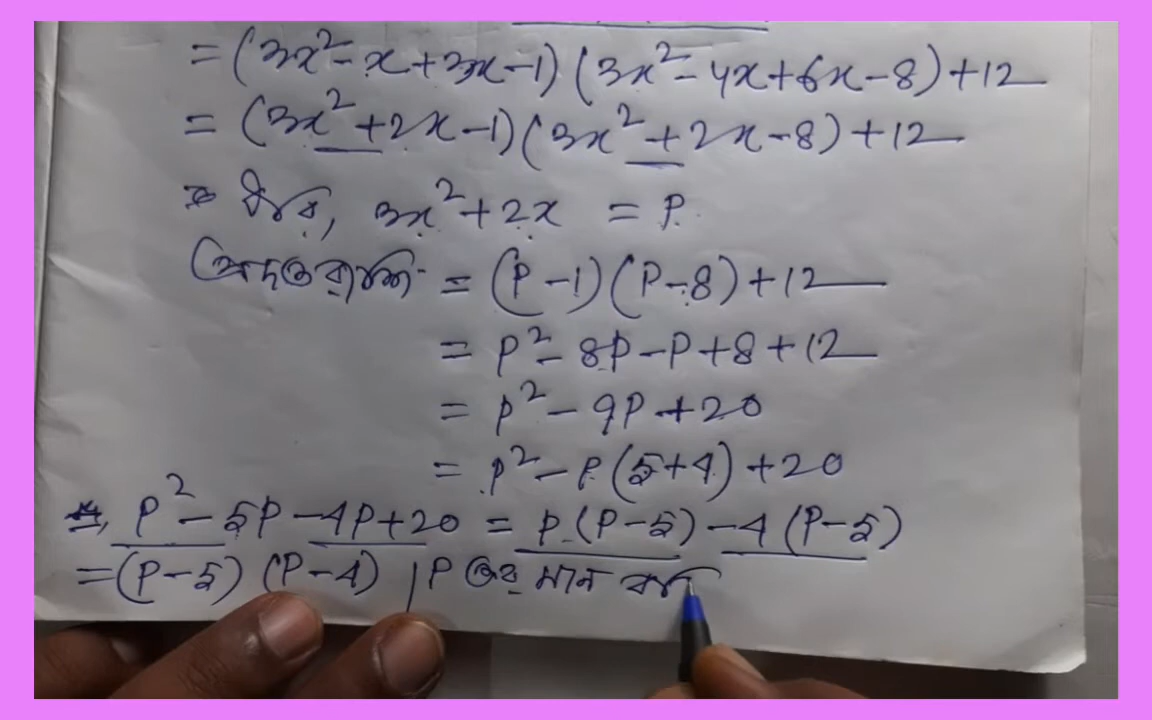 = (3x² - x + 3x - 1) (3x² - 4x + 6x - 8) + 12
= (3x² + 2x - 1) (3x² + 2x - 8) + 12
ধরি, 3x² + 2x = P.
প্রদত্ত রাশি = (P - 1) (P - 8) + 12
= P² - 8P - P + 8 + 12
= P² - 9P + 20
= P² - P (5 + 4) + 20
P² - 5P - 4P + 20 = P (P - 5) - 4 (P - 5)
= (P - 5) (P - 4) | P এর মান